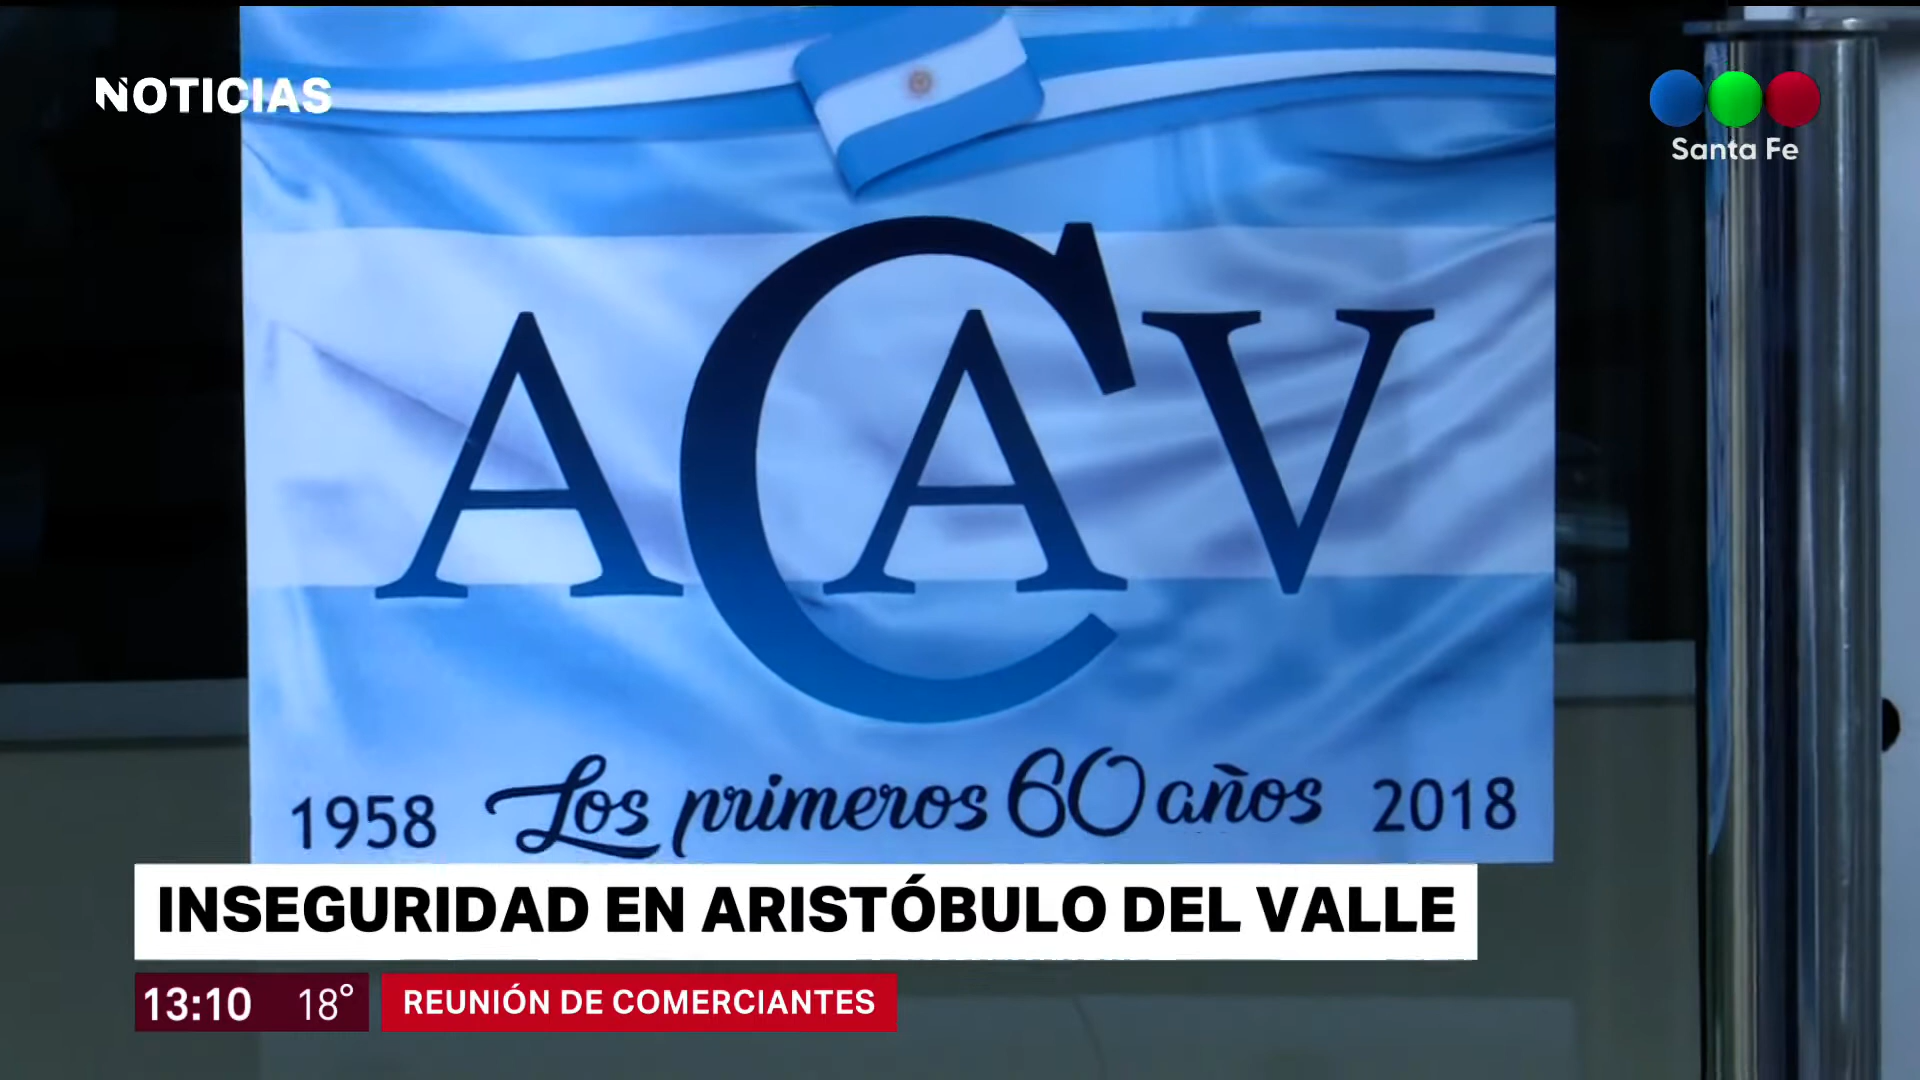 NOTICIAS
Santa Fe
ACAV
1958 Los primeros 60 años 2018
INSEGURIDAD EN ARISTÓBULO DEL VALLE
13:10 18° REUNIÓN DE COMERCIANTES